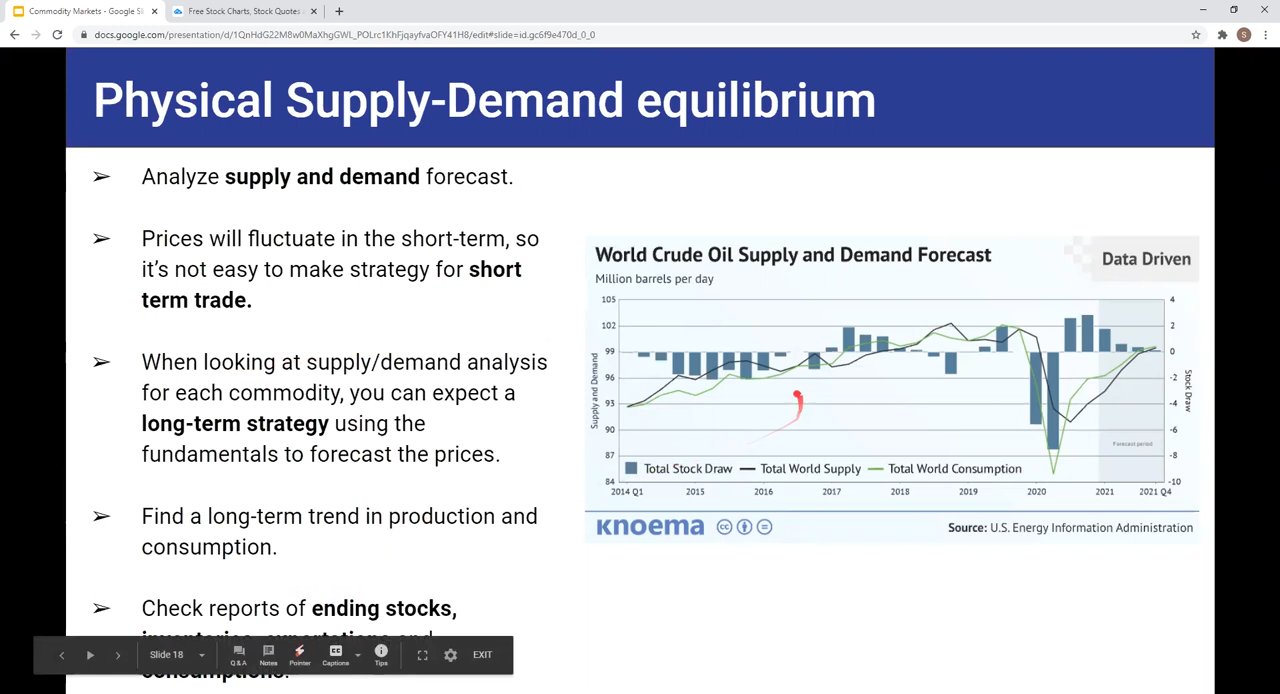 Commodity Markets - Google Sli
Free Stock Charts, Stock Quotes
docs.google.com/presentation/d/1QnHdG22M8w0MaXhgGWL_POLrc1KhFjqayfvaOFY41H8/edit#slide=id.gc6f9e470d_0_0
S
Physical Supply-Demand equilibrium
➢ Analyze supply and demand forecast.
➢ Prices will fluctuate in the short-term, so
it's not easy to make strategy for short
term trade.
➢ When looking at supply/demand analysis
for each commodity, you can expect a
long-term strategy using the
fundamentals to forecast the prices.
➢ Find a long-term trend in production and
consumption.
➢ Check reports of ending stocks,
World Crude Oil Supply and Demand Forecast
Data Driven
Million barrels per day
105
102
99
96
93
90
87
84
Supply and Demand
4
2
0
-2
-4
-6
-8
-10
Stock Draw
Forecast period
Total Stock Draw Total World Supply Total World Consumption
2014 Q1 2015 2016 2017 2018 2019 2020 2021 2021 Q4
knoema
cc
Source: U.S. Energy Information Administration
Slide 18
Q&A
Notes
Pointer
CC
Captions
Tips
EXIT